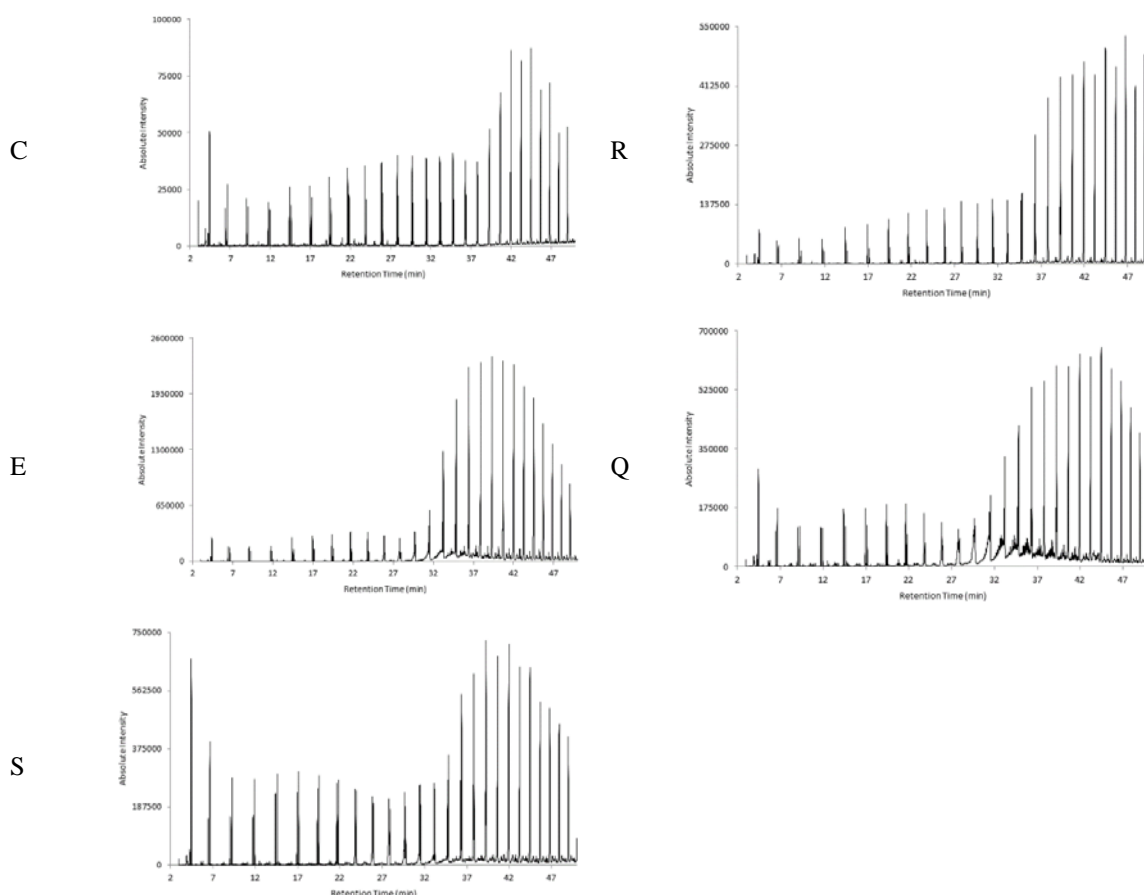 C
100000
75000
50000
25000
0
Absolute Intensity
2 7 12 17 22 27 32 37 42 47
Retention Time (min)
R
550000
412500
275000
137500
0
Absolute Intensity
2 7 12 17 22 27 32 37 42 47
Retention Time (min)
E
2600000
1950000
1300000
650000
0
Absolute Intensity
2 7 12 17 22 27 32 37 42 47
Retention Time (min)
Q
700000
525000
350000
175000
0
Absolute Intensity
2 7 12 17 22 27 32 37 42 47
Retention Time (min)
S
750000
562500
375000
187500
0
Absolute Intensity
2 7 12 17 22 27 32 37 42 47
Retention Time (min)